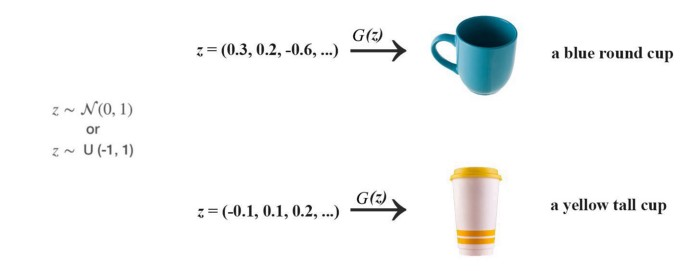 z = (0.3, 0.2, -0.6, ...)
G(z)
a blue round cup
z ~ 𝒩(0, 1)
or
z ~ U (-1, 1)
z = (-0.1, 0.1, 0.2, ...)
G(z)
a yellow tall cup